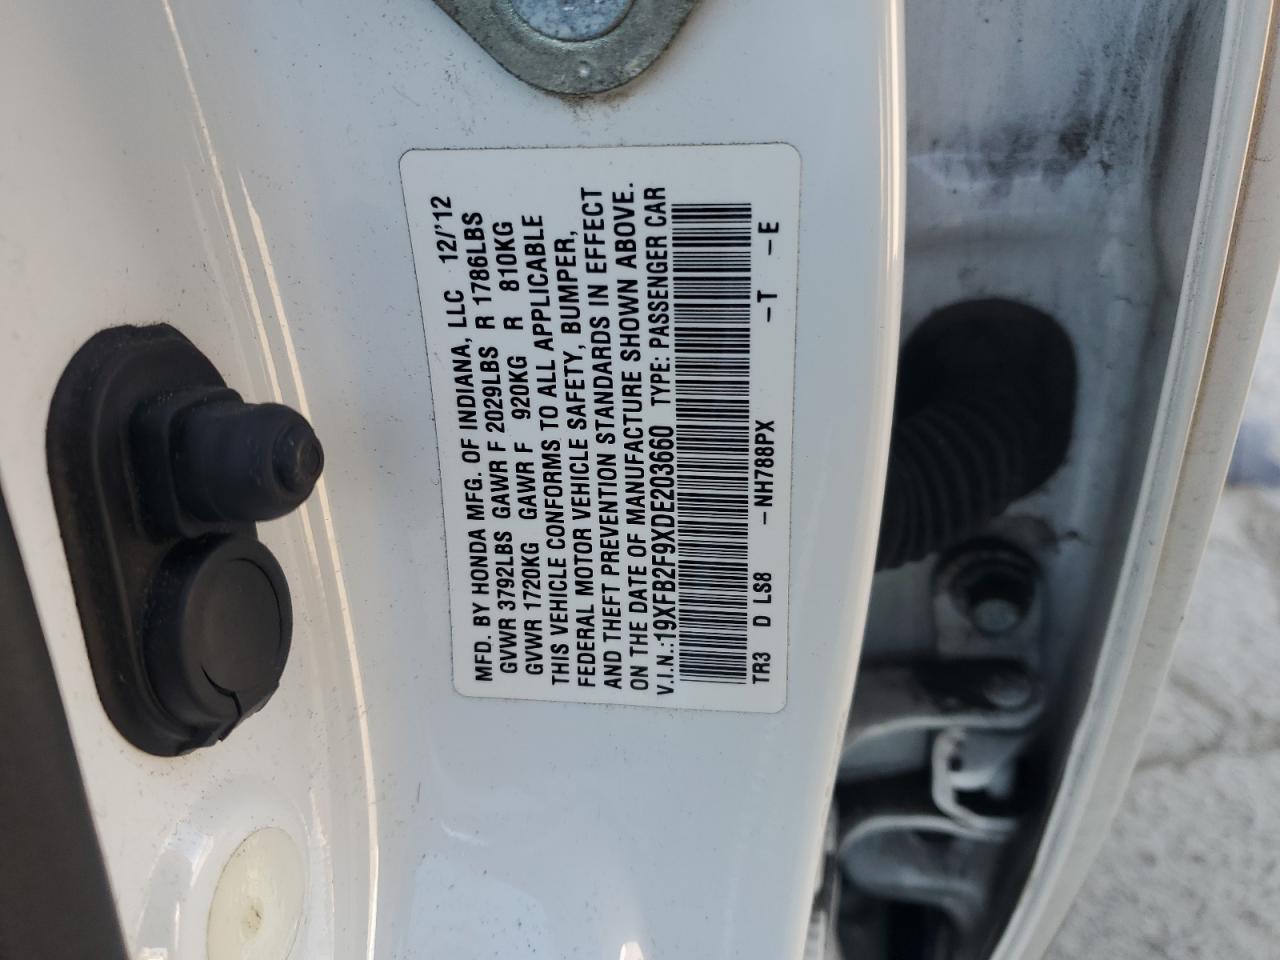 MFD. BY HONDA MFG. OF INDIANA, LLC 12/'12
GVWR 3792LBS GAWR F 2029LBS R 1786LBS
GVWR 1720KG GAWR F 920KG R 810KG
THIS VEHICLE CONFORMS TO ALL APPLICABLE
FEDERAL MOTOR VEHICLE SAFETY, BUMPER,
AND THEFT PREVENTION STANDARDS IN EFFECT
ON THE DATE OF MANUFACTURE SHOWN ABOVE.
V.I.N.:19XFB2F9XDE203660 TYPE: PASSENGER CAR
TR3 D LS8 -NH788PX -T -E